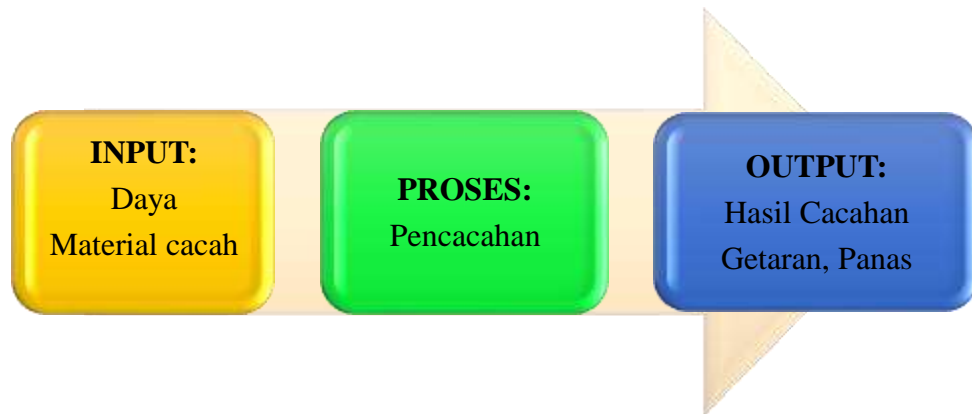 INPUT:
Daya
Material cacah
PROSES:
Pencacahan
OUTPUT:
Hasil Cacahan
Getaran, Panas